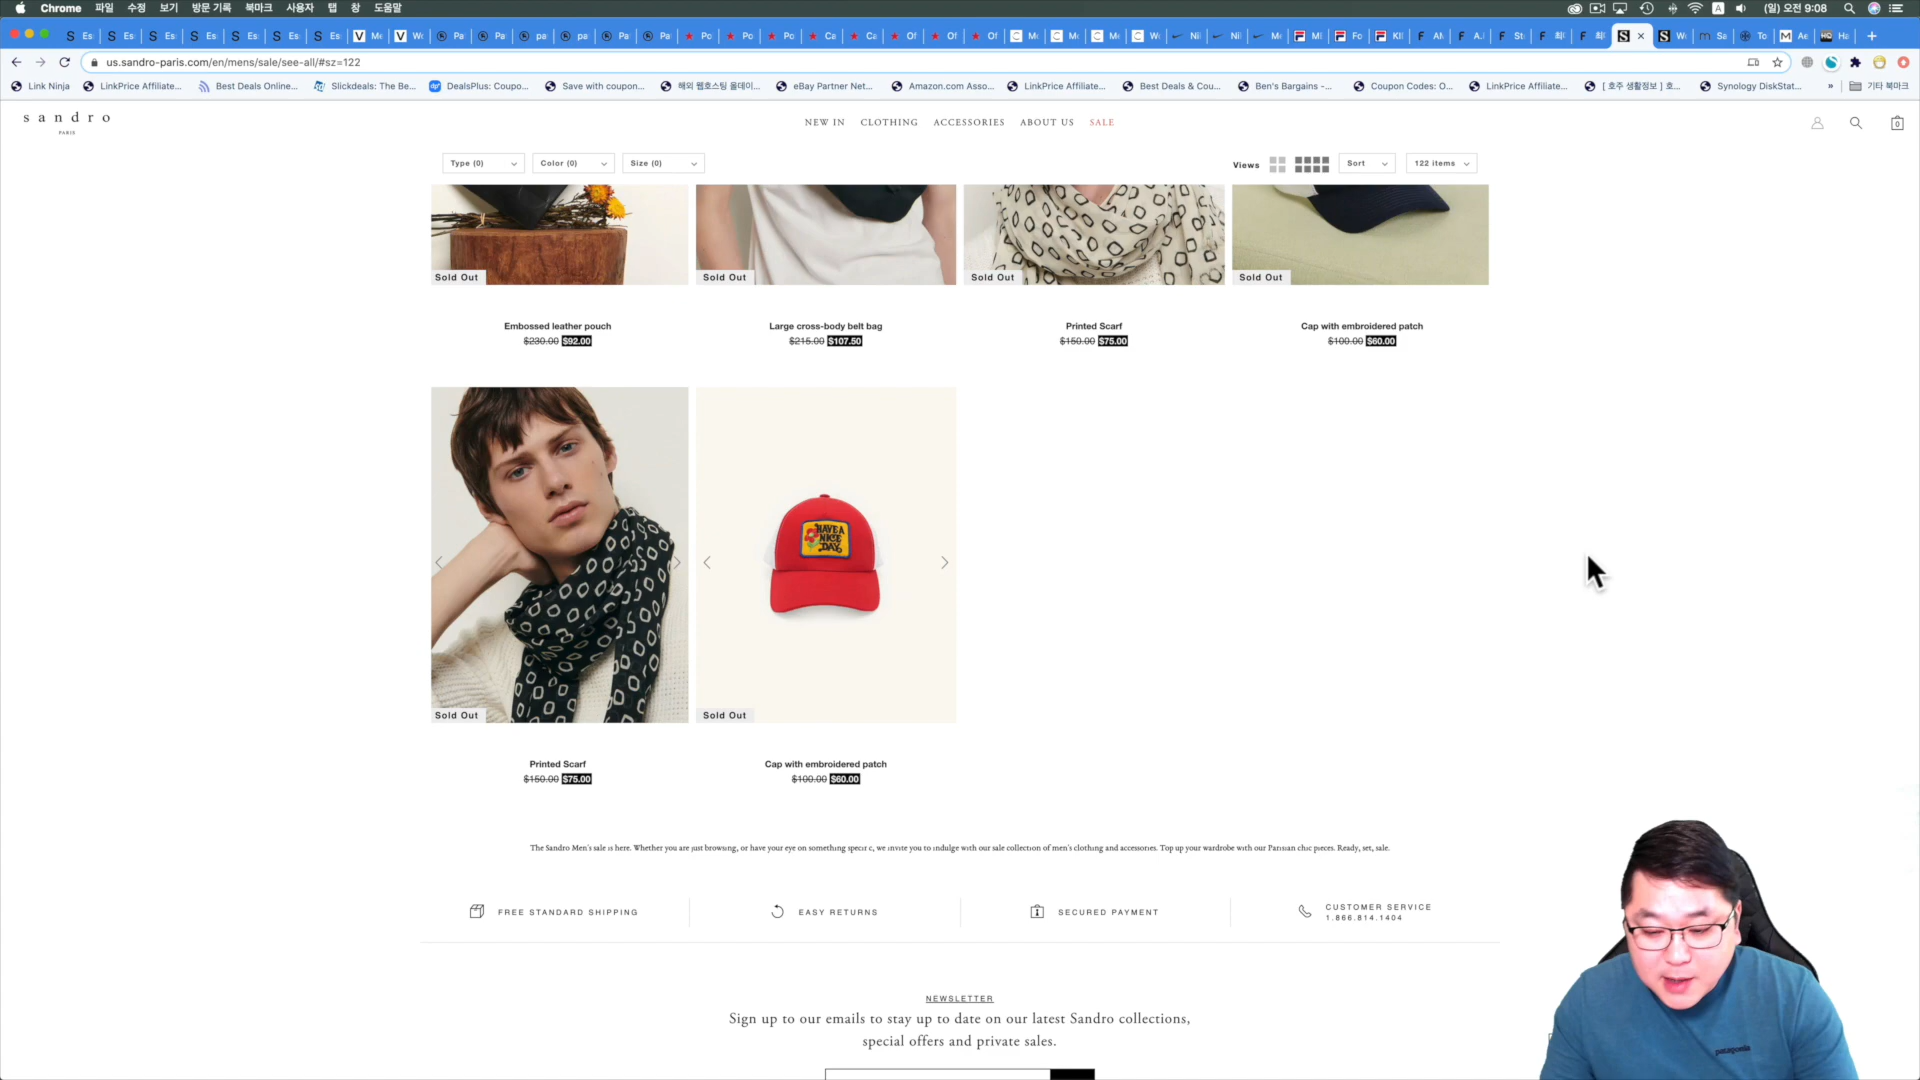 Chrome 파일 수정 보기 방문 기록 북마크 사용자 탭 창 도움말
A (일) 오전 9:08
us.sandro-paris.com/en/mens/sale/see-all/#sz=122
Link Ninja LinkPrice Affiliate... Best Deals Online... Slickdeals: The Be... DealsPlus: Coupo... Save with coupon... 해외 웹호스팅 올데이... eBay Partner Net... Amazon.com Asso... LinkPrice Affiliate... Best Deals & Cou... Ben's Bargains -... Coupon Codes: O... LinkPrice Affiliate... [ 호주 생활정보 ] 호... Synology DiskStat... » 기타 북마크
sandro
PARIS
NEW IN CLOTHING ACCESSORIES ABOUT US SALE
0
Type (0) Color (0) Size (0) Views Sort 122 items
Sold Out Sold Out Sold Out Sold Out
Embossed leather pouch Large cross-body belt bag Printed Scarf Cap with embroidered patch
$230.00 $92.00 $215.00 $107.50 $150.00 $75.00 $100.00 $60.00
HAVE A
NICE
DAY
Sold Out Sold Out
Printed Scarf Cap with embroidered patch
$150.00 $75.00 $100.00 $60.00
The Sandro Men's sale is here. Whether you are just browsing, or have your eye on something specific, we invite you to indulge with our sale collection of men's clothing and accessories. Top up your wardrobe with our Parisian chic pieces. Ready, set, sale.
FREE STANDARD SHIPPING EASY RETURNS SECURED PAYMENT CUSTOMER SERVICE
1.866.814.1404
NEWSLETTER
Sign up to our emails to stay up to date on our latest Sandro collections,
special offers and private sales.
patagonia